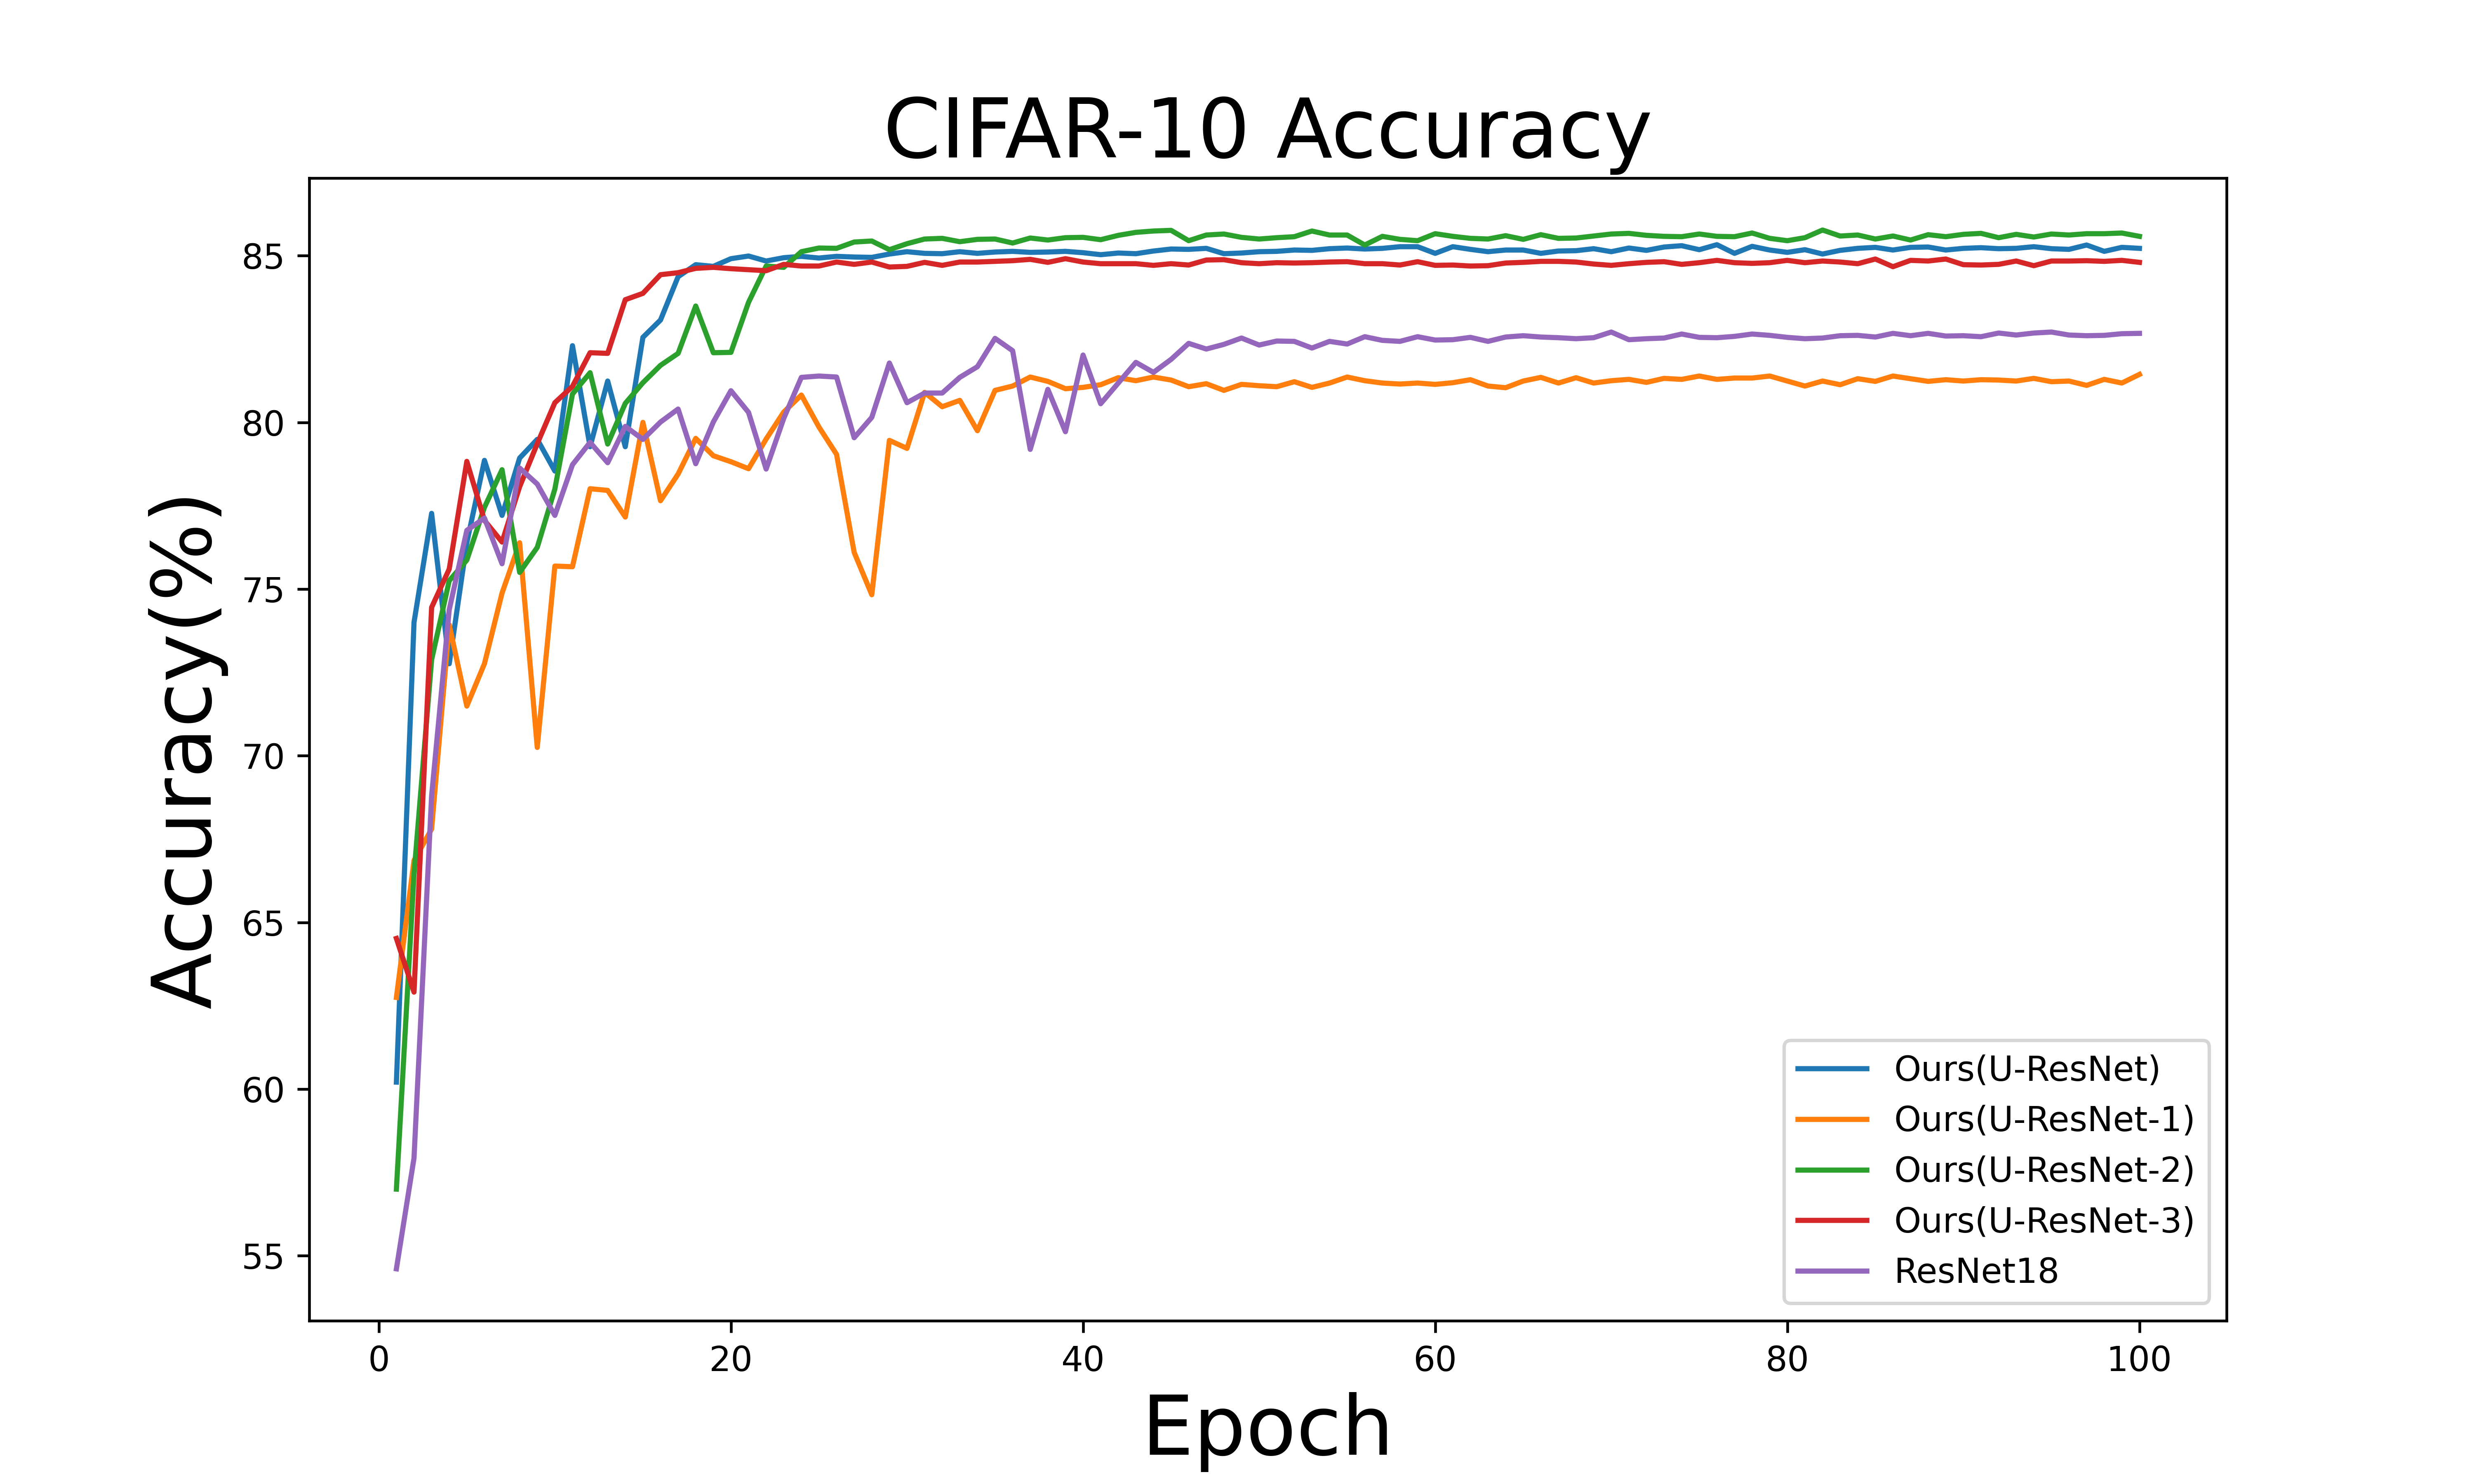 CIFAR-10 Accuracy
Accuracy(%)
85
80
75
70
65
60
55
0 20 40 60 80 100
Epoch
Ours(U-ResNet)
Ours(U-ResNet-1)
Ours(U-ResNet-2)
Ours(U-ResNet-3)
ResNet18